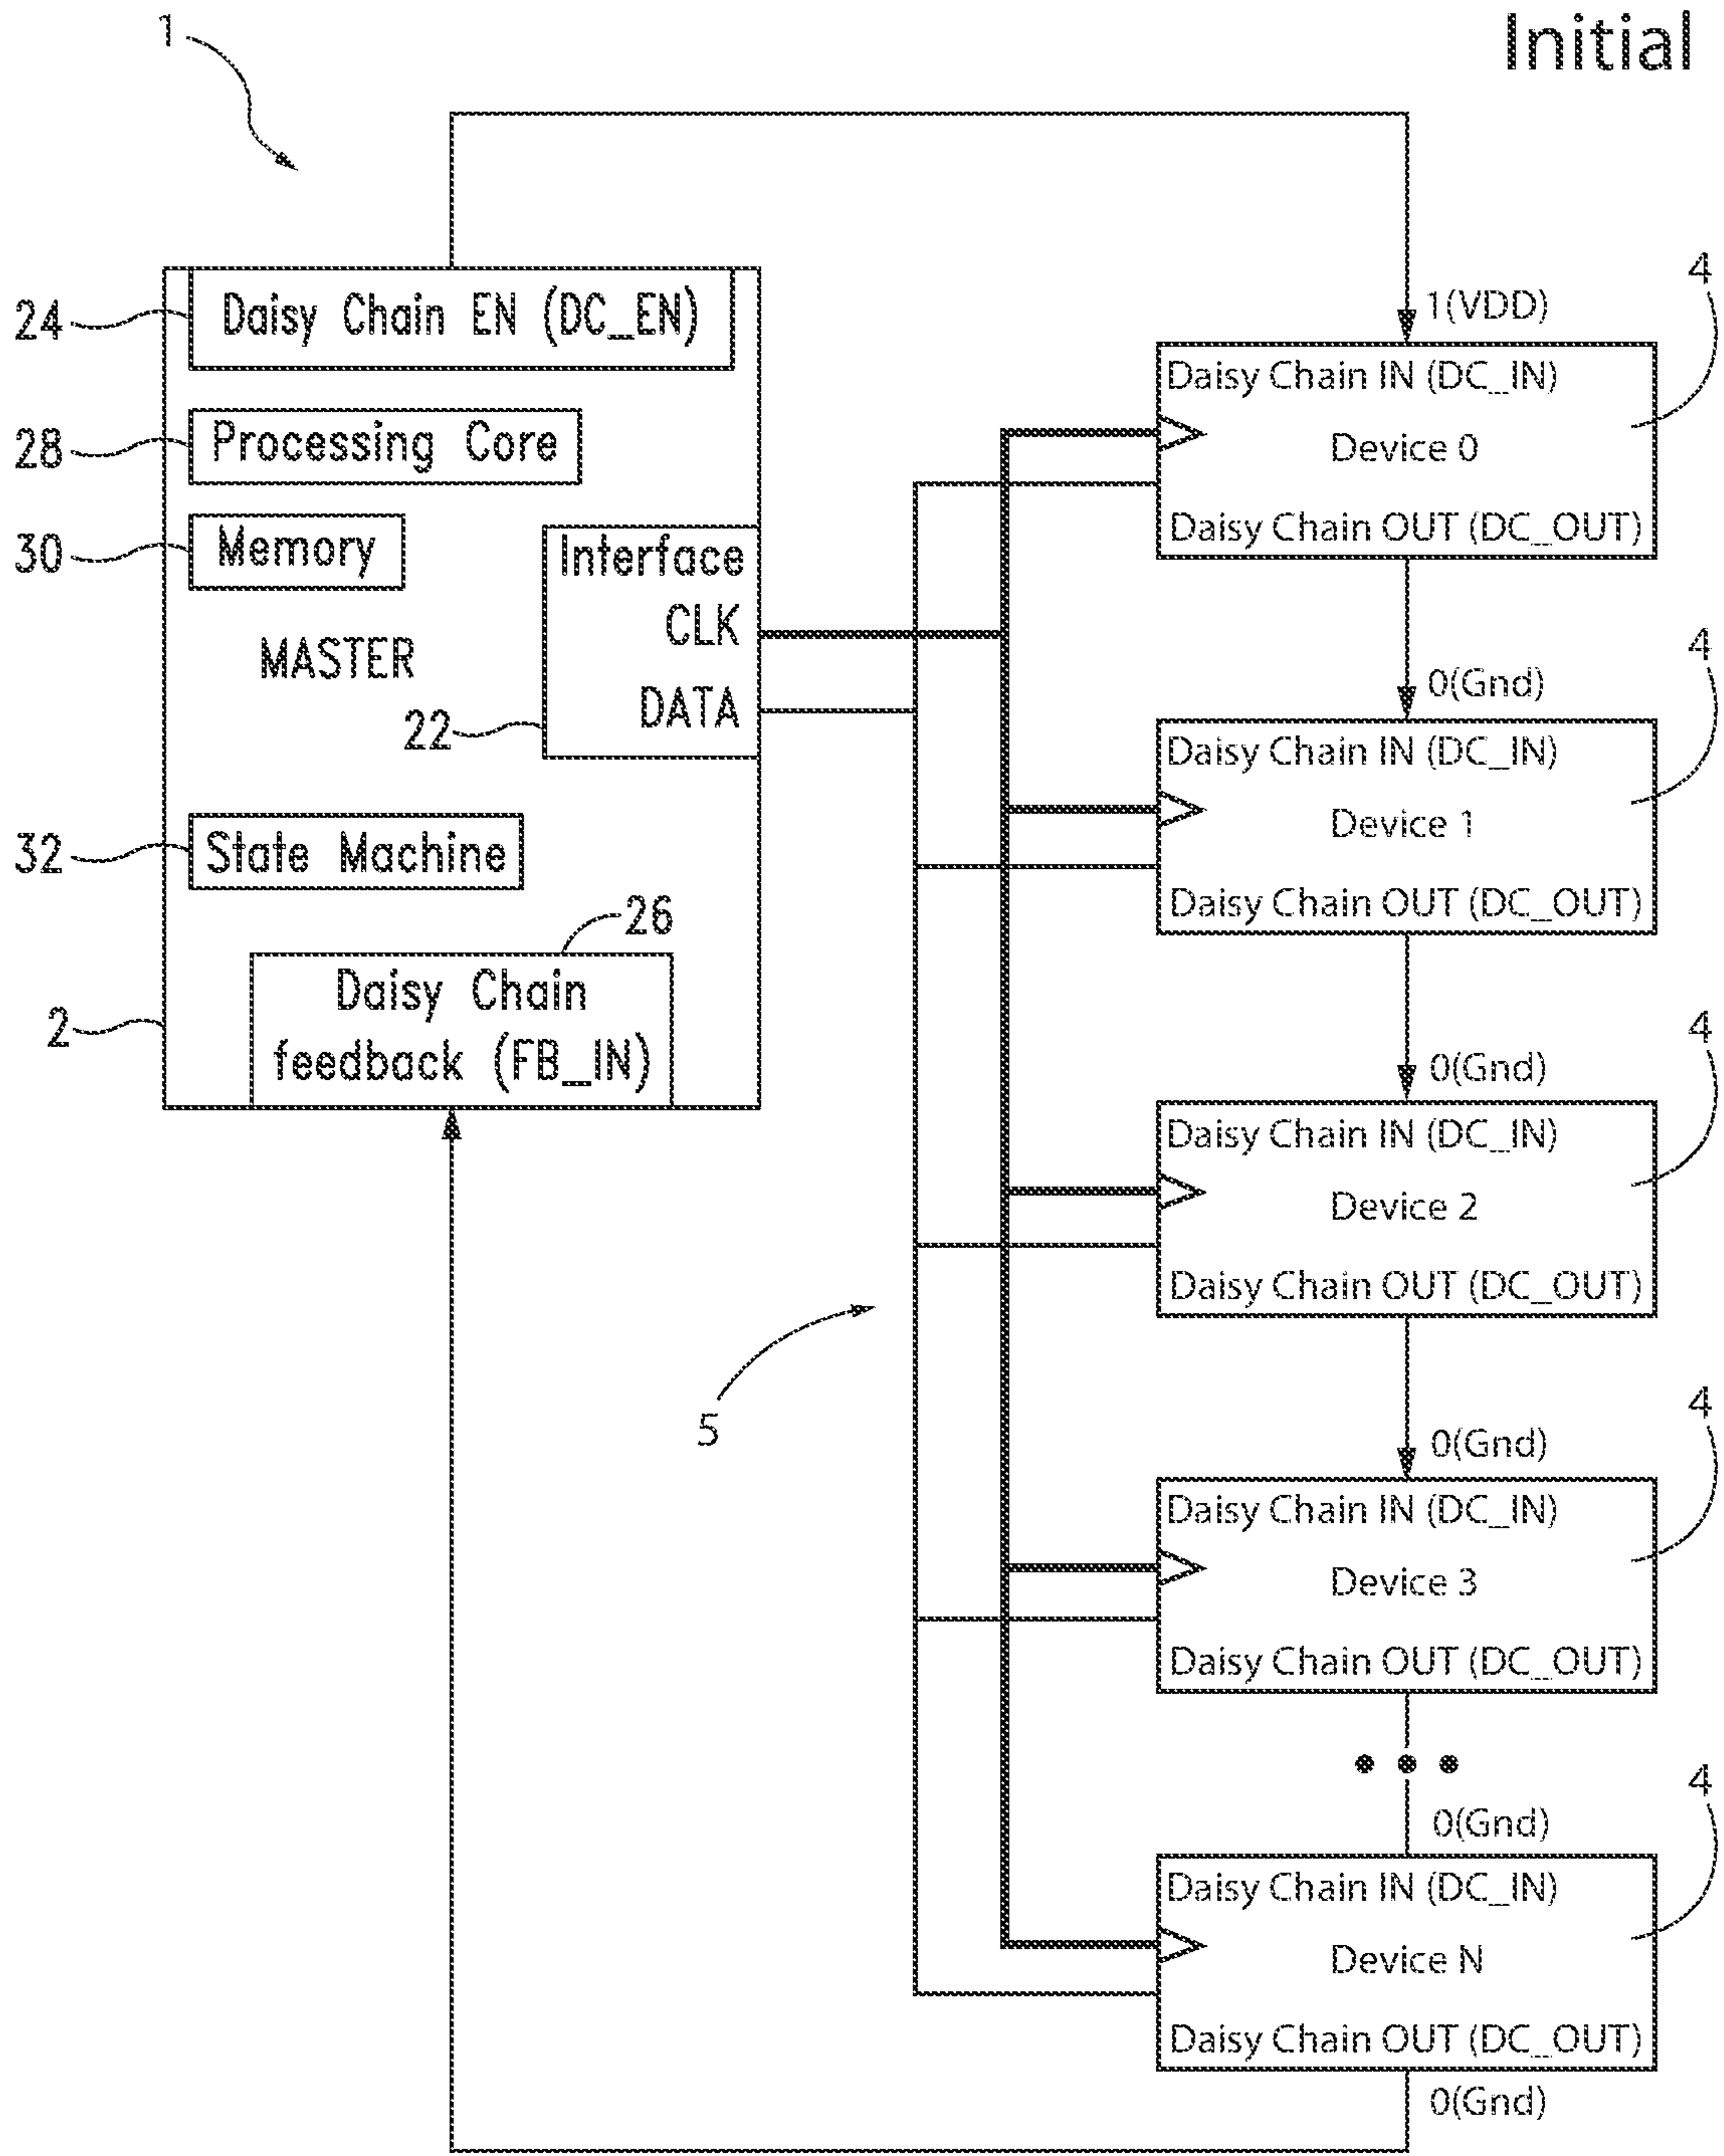 Initial
1
24
Daisy Chain EN (DC_EN)
28
Processing Core
30
Memory
Interface
CLK
DATA
MASTER
22
32
State Machine
26
2
Daisy Chain
feedback (FB_IN)
5
1(VDD)
4
Daisy Chain IN (DC_IN)
Device 0
Daisy Chain OUT (DC_OUT)
0(Gnd)
4
Daisy Chain IN (DC_IN)
Device 1
Daisy Chain OUT (DC_OUT)
0(Gnd)
4
Daisy Chain IN (DC_IN)
Device 2
Daisy Chain OUT (DC_OUT)
0(Gnd)
4
Daisy Chain IN (DC_IN)
Device 3
Daisy Chain OUT (DC_OUT)
0(Gnd)
4
Daisy Chain IN (DC_IN)
Device N
Daisy Chain OUT (DC_OUT)
0(Gnd)